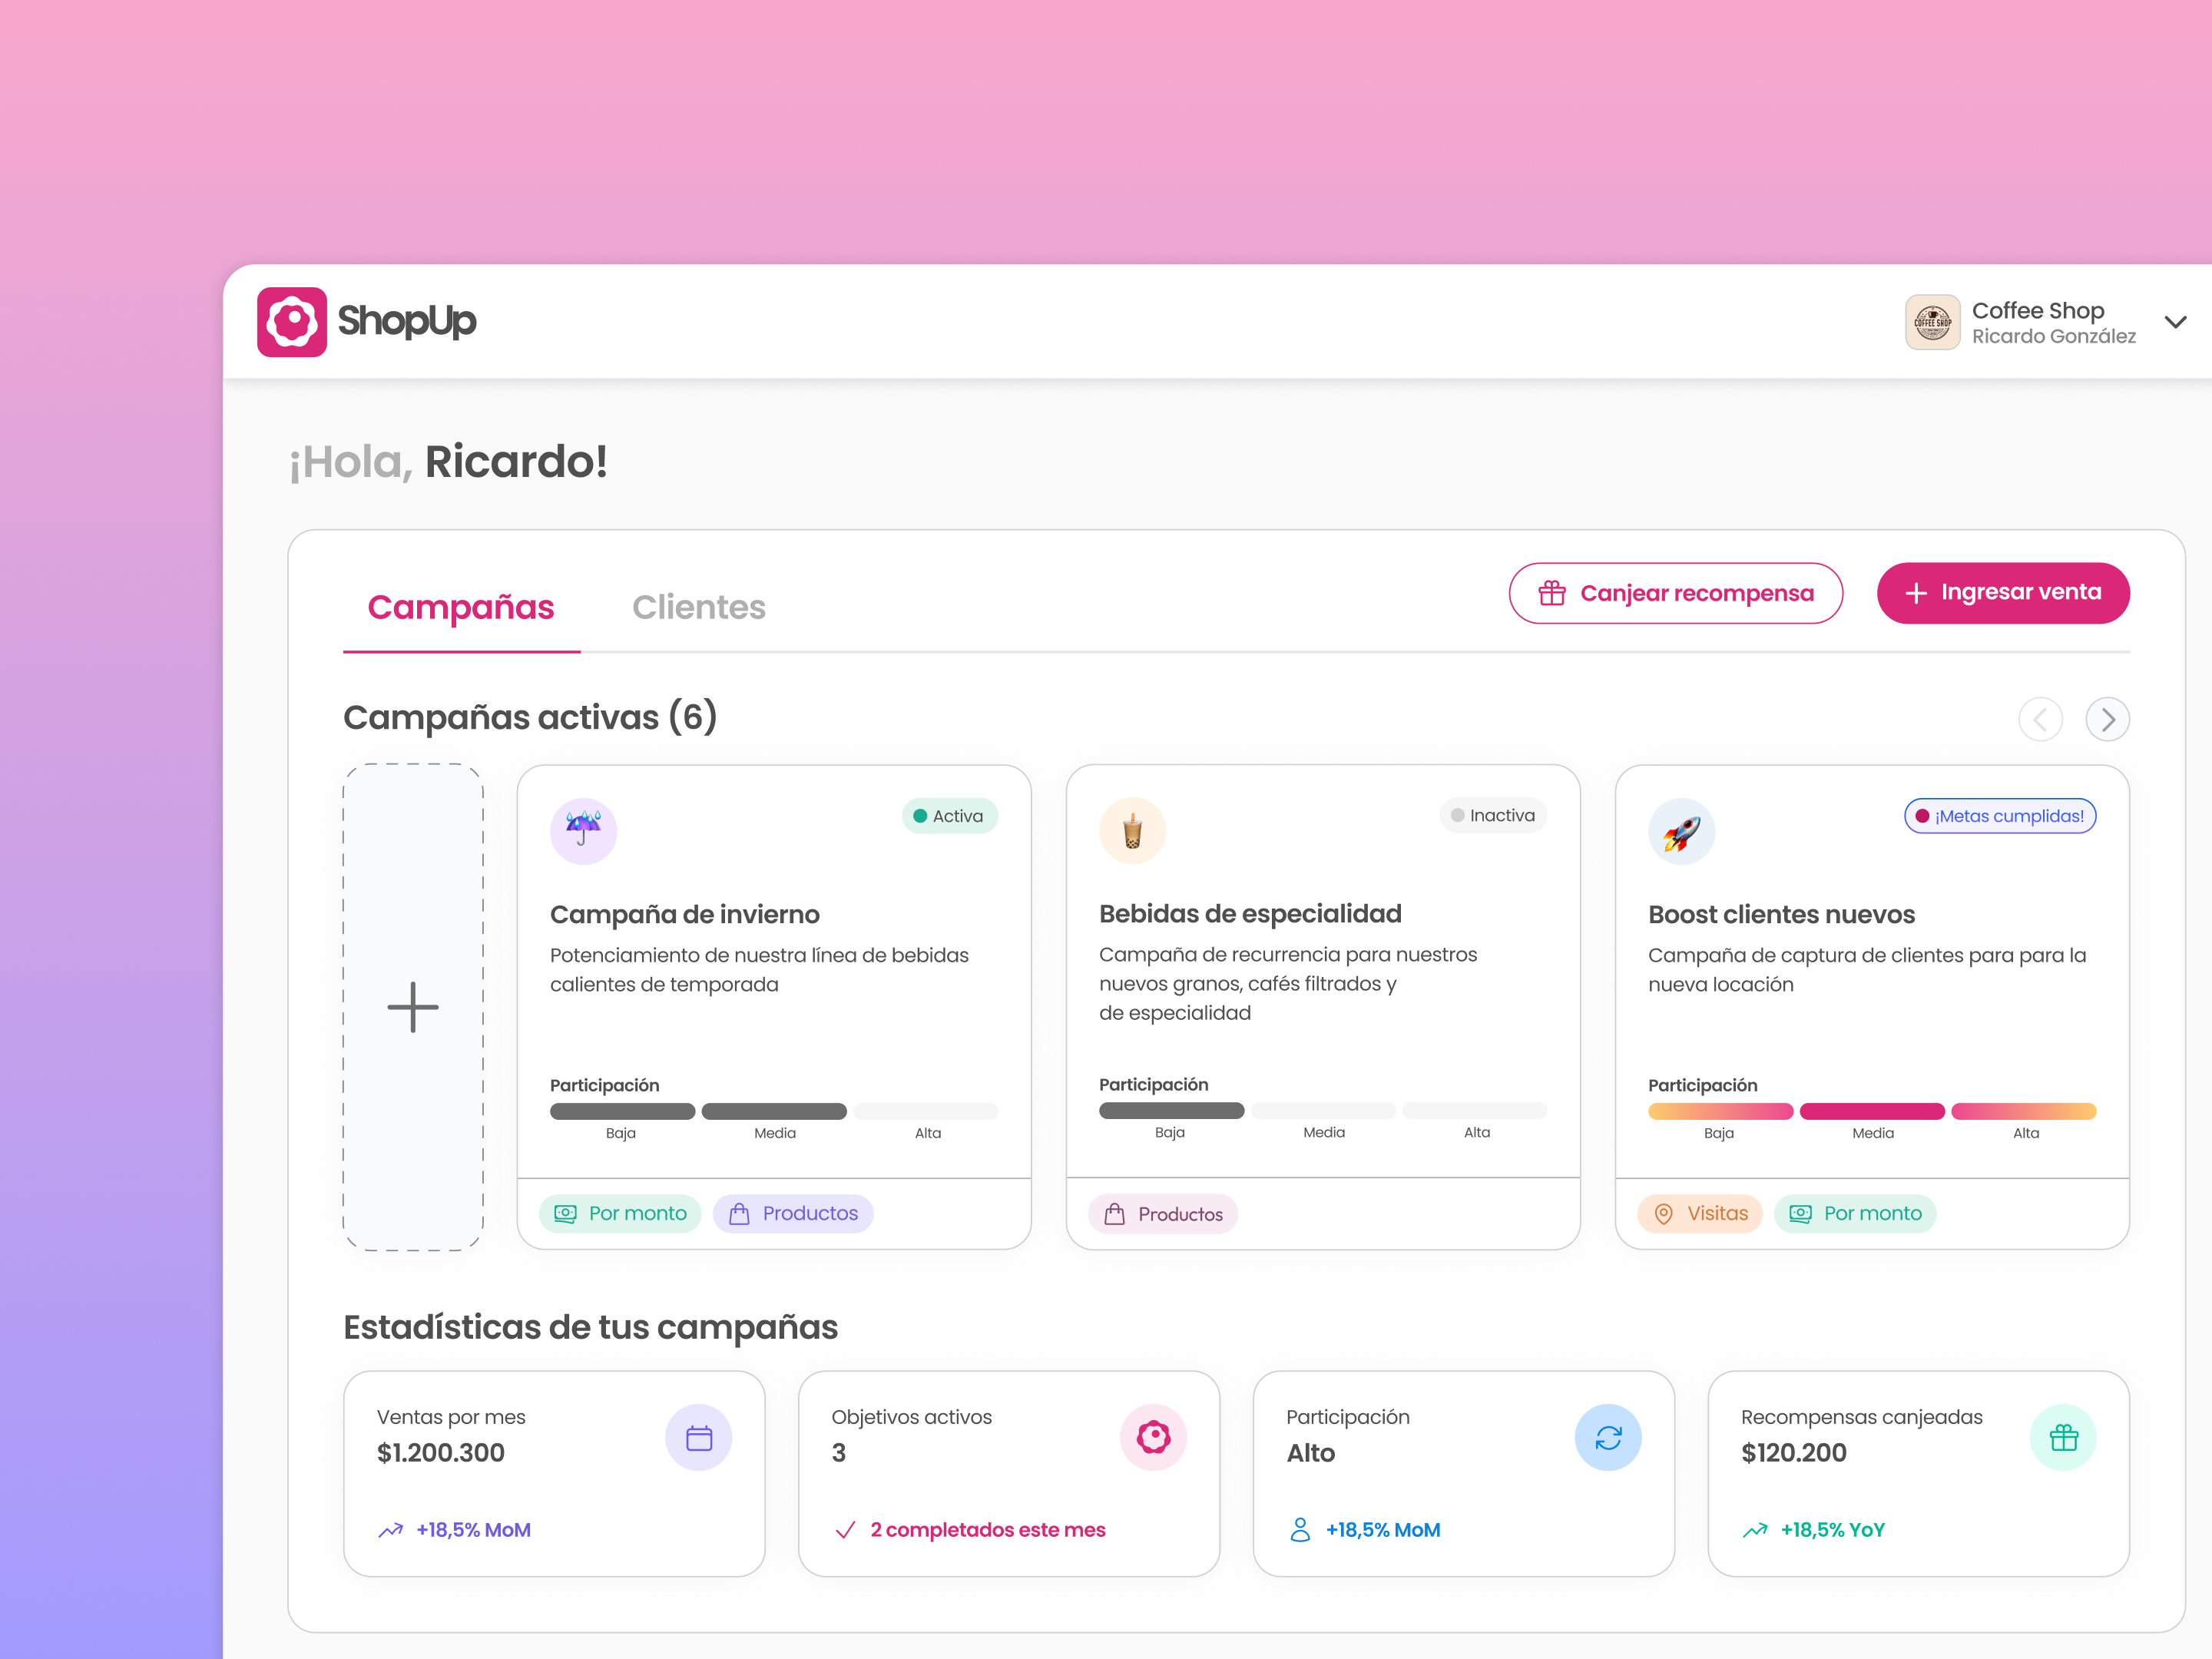 ShopUp
COFFEE SHOP
Coffee Shop
Ricardo González
¡Hola, Ricardo!
Campañas
Clientes
Canjear recompensa
Ingresar venta
Campañas activas (6)
Activa
Campaña de invierno
Potenciamiento de nuestra línea de bebidas
calientes de temporada
Participación
Baja
Media
Alta
Por monto
Productos
Inactiva
Bebidas de especialidad
Campaña de recurrencia para nuestros
nuevos granos, cafés filtrados y
de especialidad
Participación
Baja
Media
Alta
Productos
¡Metas cumplidas!
Boost clientes nuevos
Campaña de captura de clientes para para la
nueva locación
Participación
Baja
Media
Alta
Visitas
Por monto
Estadísticas de tus campañas
Ventas por mes
$1.200.300
+18,5% MoM
Objetivos activos
3
2 completados este mes
Participación
Alto
+18,5% MoM
Recompensas canjeadas
$120.200
+18,5% YoY